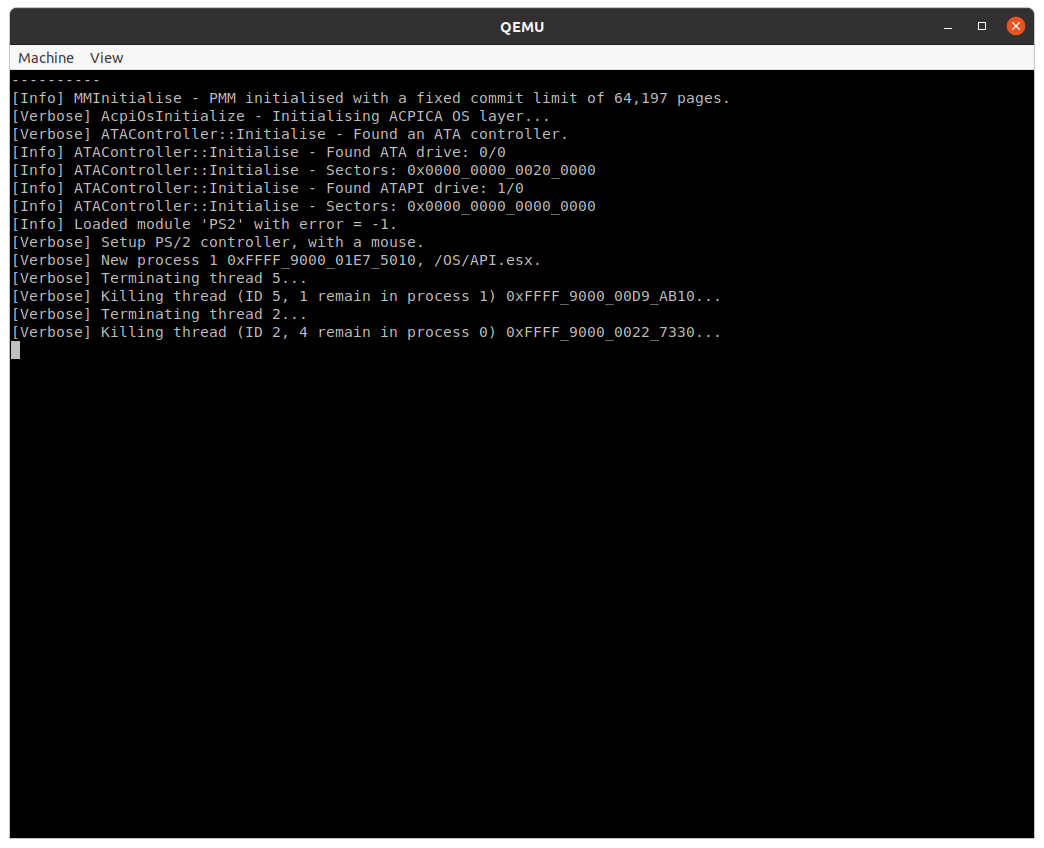 QEMU
Machine View
----------
[Info] MMInitialise - PMM initialised with a fixed commit limit of 64,197 pages.
[Verbose] AcpiOsInitialize - Initialising ACPICA OS layer...
[Verbose] ATAController::Initialise - Found an ATA controller.
[Info] ATAController::Initialise - Found ATA drive: 0/0
[Info] ATAController::Initialise - Sectors: 0x0000_0000_0020_0000
[Info] ATAController::Initialise - Found ATAPI drive: 1/0
[Info] ATAController::Initialise - Sectors: 0x0000_0000_0000_0000
[Info] Loaded module 'PS2' with error = -1.
[Verbose] Setup PS/2 controller, with a mouse.
[Verbose] New process 1 0xFFFF_9000_01E7_5010, /OS/API.esx.
[Verbose] Terminating thread 5...
[Verbose] Killing thread (ID 5, 1 remain in process 1) 0xFFFF_9000_00D9_AB10...
[Verbose] Terminating thread 2...
[Verbose] Killing thread (ID 2, 4 remain in process 0) 0xFFFF_9000_0022_7330...